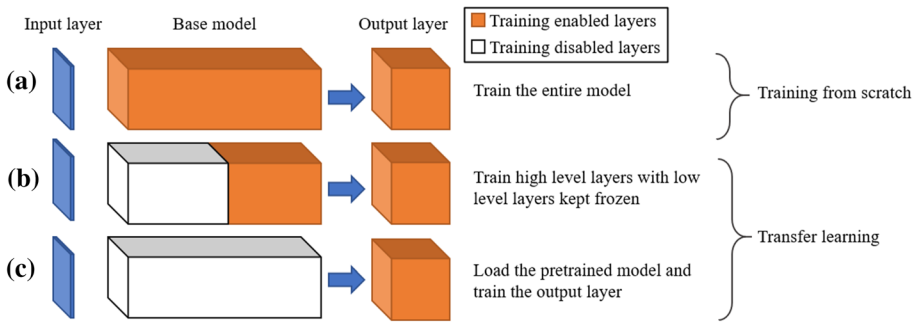 Input layer
Base model
Output layer
Training enabled layers
Training disabled layers
(a)
Train the entire model
Training from scratch
(b)
Train high level layers with low
level layers kept frozen
Transfer learning
(c)
Load the pretrained model and
train the output layer